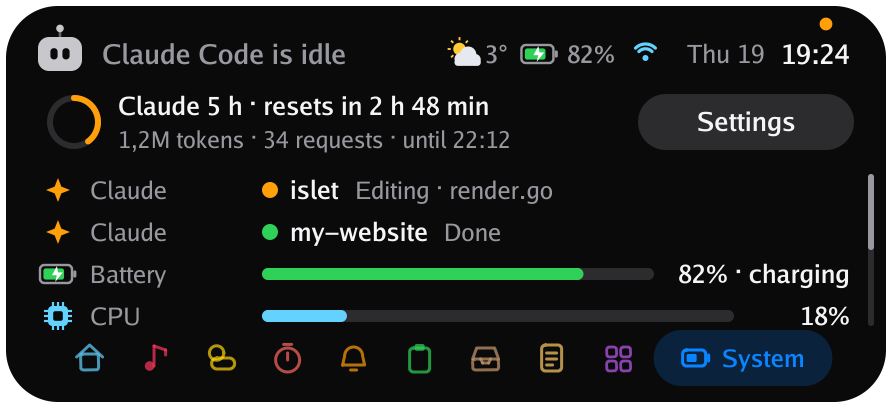 Claude Code is idle 3° 82% Thu 19 19:24
Claude 5 h · resets in 2 h 48 min
1,2M tokens · 34 requests · until 22:12
Settings
Claude islet Editing · render.go
Claude my–website Done
Battery 82% · charging
CPU 18%
System